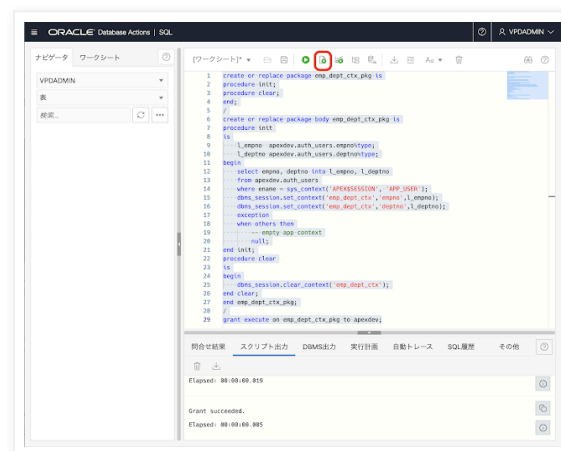 ORACLE Database Actions | SQL
VPDADMIN
ナビゲータ ワークシート
VPDADMIN
表
検索...
[ワークシート]*
Aa
1 create or replace package emp_dept_ctx_pkg is
2 procedure init;
3 procedure clear;
4 end;
5 /
6 create or replace package body emp_dept_ctx_pkg is
7 procedure init
8 is
9 l_empno apexdev.auth_users.empno%type;
10 l_deptno apexdev.auth_users.deptno%type;
11 begin
12 select empno, deptno into l_empno, l_deptno
13 from apexdev.auth_users
14 where ename = sys_context('APEX$SESSION', 'APP_USER');
15 dbms_session.set_context('emp_dept_ctx','empno',l_empno);
16 dbms_session.set_context('emp_dept_ctx','deptno',l_deptno);
17 exception
18 when others then
19 -- empty app context
20 null;
21 end init;
22 procedure clear
23 is
24 begin
25 dbms_session.clear_context('emp_dept_ctx');
26 end clear;
27 end emp_dept_ctx_pkg;
28 /
29 grant execute on emp_dept_ctx_pkg to apexdev;
問合せ結果 スクリプト出力 DBMS出力 実行計画 自動トレース SQL履歴 その他
Elapsed: 00:00:00.019
Grant succeeded.
Elapsed: 00:00:00.005